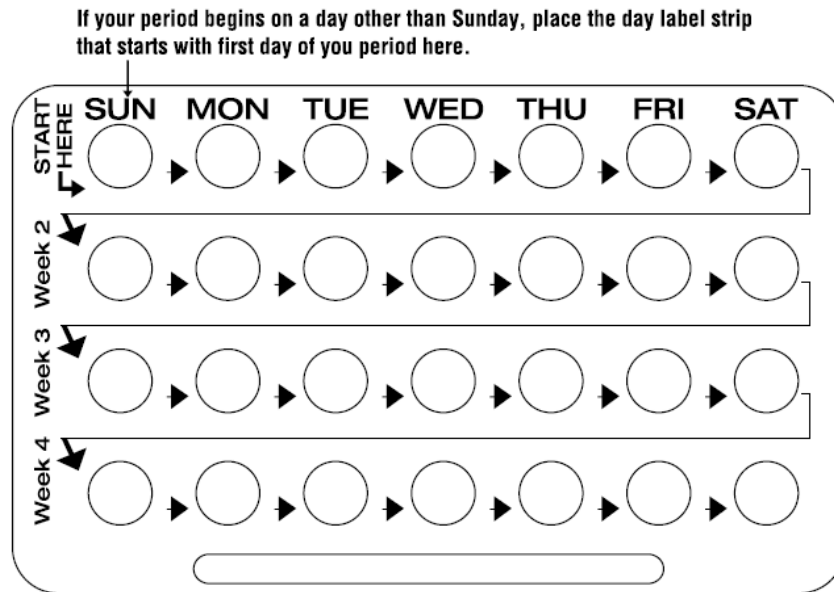 If your period begins on a day other than Sunday, place the day label strip
that starts with first day of you period here.
SUN MON TUE WED THU FRI SAT
START
HERE
Week 2
Week 3
Week 4